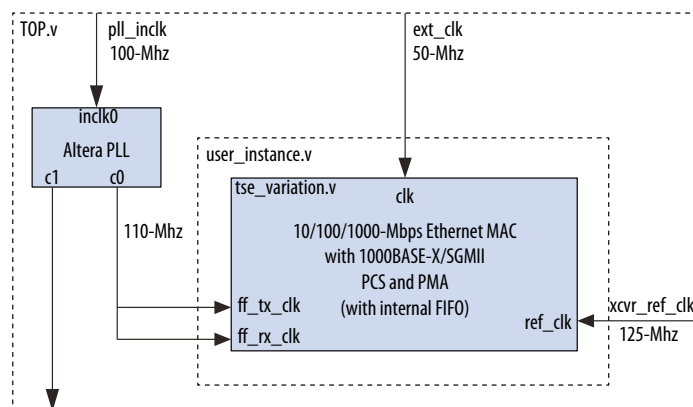 TOP.v
pll_inclk
100-Mhz
ext_clk
50-Mhz
inclk0
Altera PLL
c1 c0
110-Mhz
user_instance.v
tse_variation.v
clk
10/100/1000-Mbps Ethernet MAC
with 1000BASE-X/SGMII
PCS and PMA
(with internal FIFO)
ff_tx_clk
ff_rx_clk
ref_clk
xcvr_ref_clk
125-Mhz